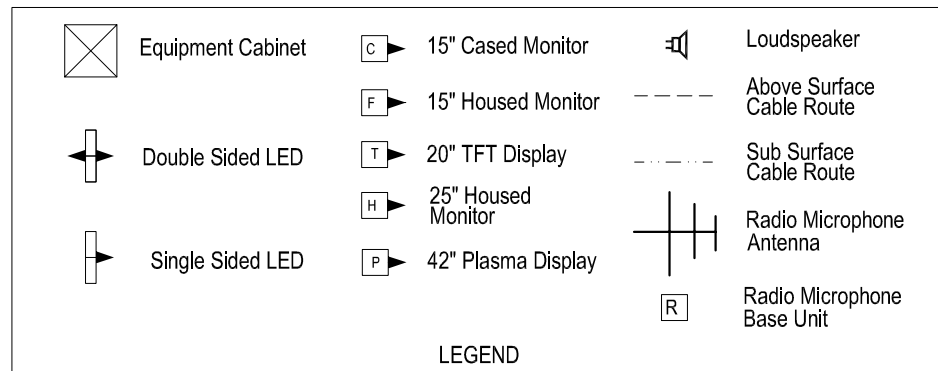 Equipment Cabinet
Double Sided LED
Single Sided LED
C
15" Cased Monitor
F
15" Housed Monitor
T
20" TFT Display
H
25" Housed
Monitor
P
42" Plasma Display
Loudspeaker
Above Surface
Cable Route
Sub Surface
Cable Route
Radio Microphone
Antenna
R
Radio Microphone
Base Unit
LEGEND